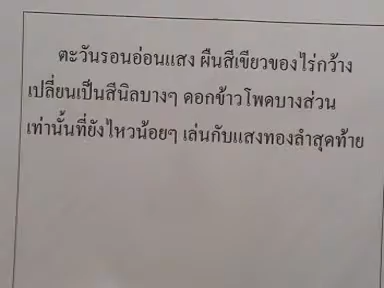 ตะวันรอนอ่อนแสง ผืนสีเขียวของไร่กว้าง
เปลี่ยนเป็นสีนิลบางๆ ดอกข้าวโพดบางส่วน
เท่านั้นที่ยังไหวน้อยๆ เล่นกับแสงทองลำสุดท้าย